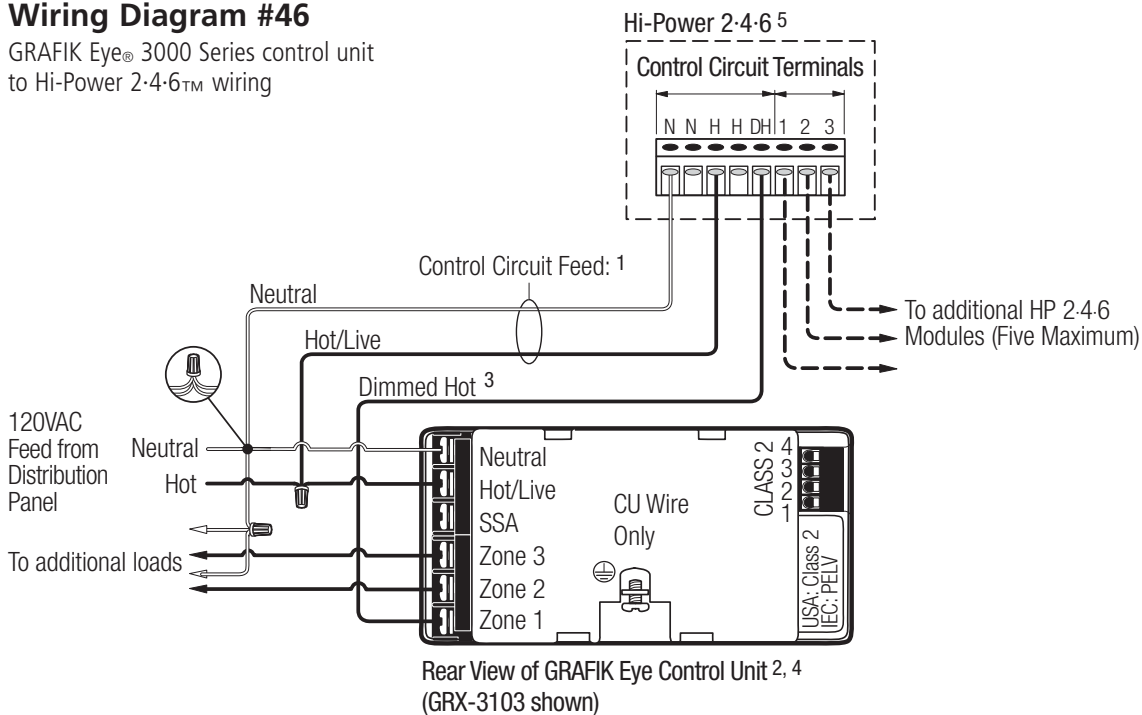 Wiring Diagram #46
GRAFIK Eye® 3000 Series control unit
to Hi-Power 2·4·6™ wiring
Hi-Power 2·4·6 5
Control Circuit Terminals
N N H H DH 1 2 3
Control Circuit Feed: 1
Neutral
Hot/Live
Dimmed Hot 3
To additional HP 2·4·6
Modules (Five Maximum)
120VAC
Feed from
Distribution
Panel
Neutral
Hot
To additional loads
Neutral
Hot/Live
SSA
Zone 3
Zone 2
Zone 1
CU Wire
Only
CLASS 2
4
3
2
1
USA: Class 2
IEC: PELV
Rear View of GRAFIK Eye Control Unit 2, 4
(GRX-3103 shown)